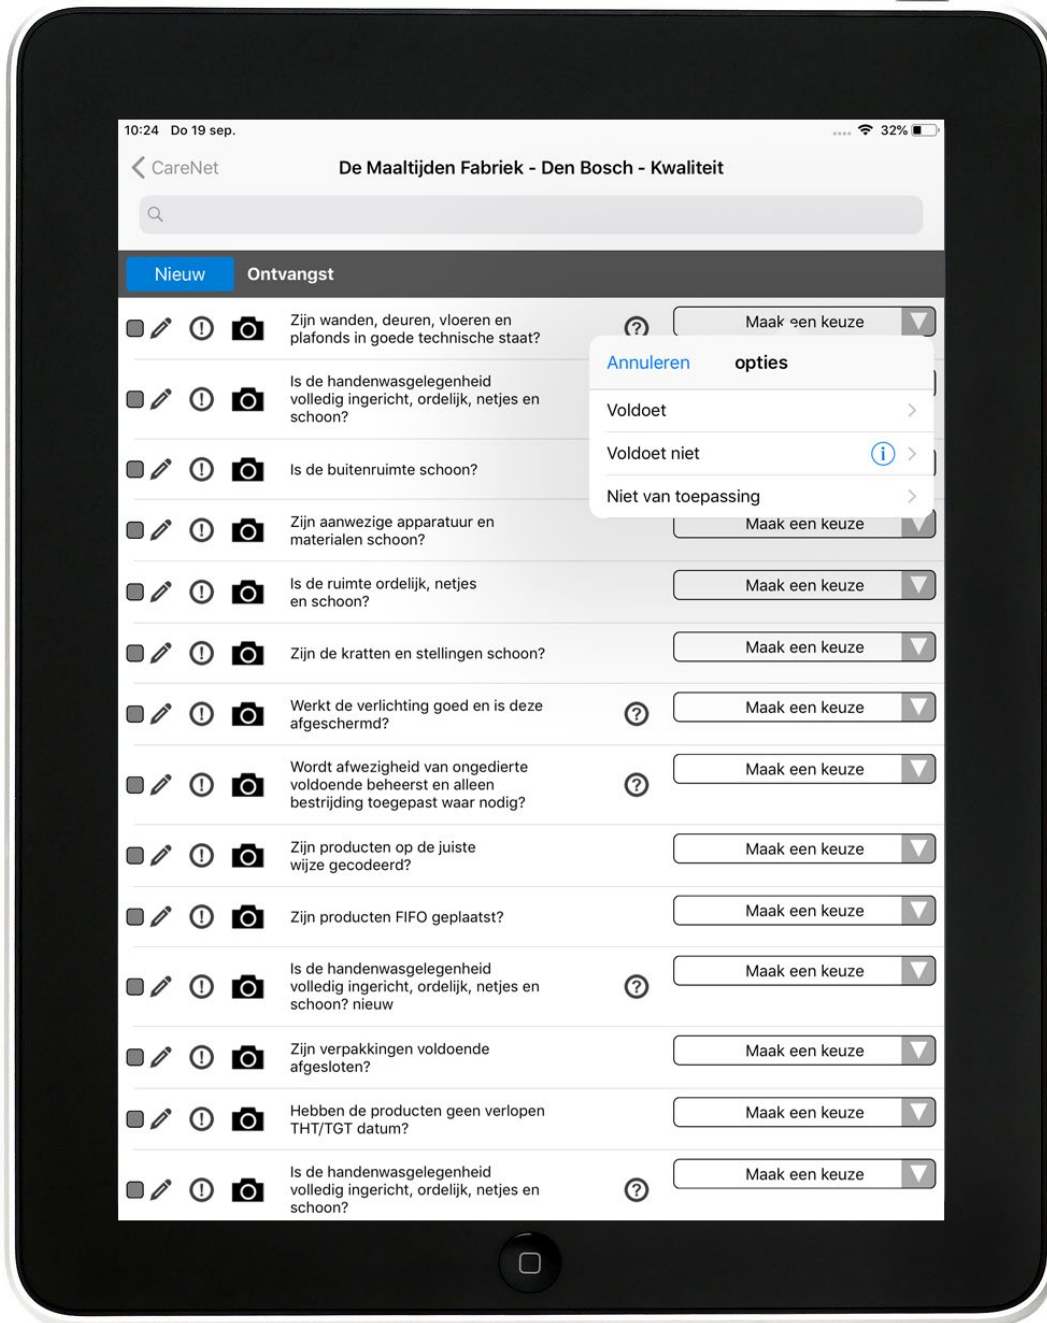 10:24 Do 19 sep.
32%
CareNet
De Maaltijden Fabriek - Den Bosch - Kwaliteit
Nieuw
Ontvangst
Zijn wanden, deuren, vloeren en
plafonds in goede technische staat?
Maak een keuze
Annuleren
opties
Voldoet
Voldoet niet
Niet van toepassing
Is de handenwasgelegenheid
volledig ingericht, ordelijk, netjes en
schoon?
Is de buitenruimte schoon?
Zijn aanwezige apparatuur en
materialen schoon?
Maak een keuze
Is de ruimte ordelijk, netjes
en schoon?
Maak een keuze
Zijn de kratten en stellingen schoon?
Maak een keuze
Werkt de verlichting goed en is deze
afgeschermd?
Maak een keuze
Wordt afwezigheid van ongedierte
voldoende beheerst en alleen
bestrijding toegepast waar nodig?
Maak een keuze
Zijn producten op de juiste
wijze gecodeerd?
Maak een keuze
Zijn producten FIFO geplaatst?
Maak een keuze
Is de handenwasgelegenheid
volledig ingericht, ordelijk, netjes en
schoon? nieuw
Maak een keuze
Zijn verpakkingen voldoende
afgesloten?
Maak een keuze
Hebben de producten geen verlopen
THT/TGT datum?
Maak een keuze
Is de handenwasgelegenheid
volledig ingericht, ordelijk, netjes en
schoon?
Maak een keuze